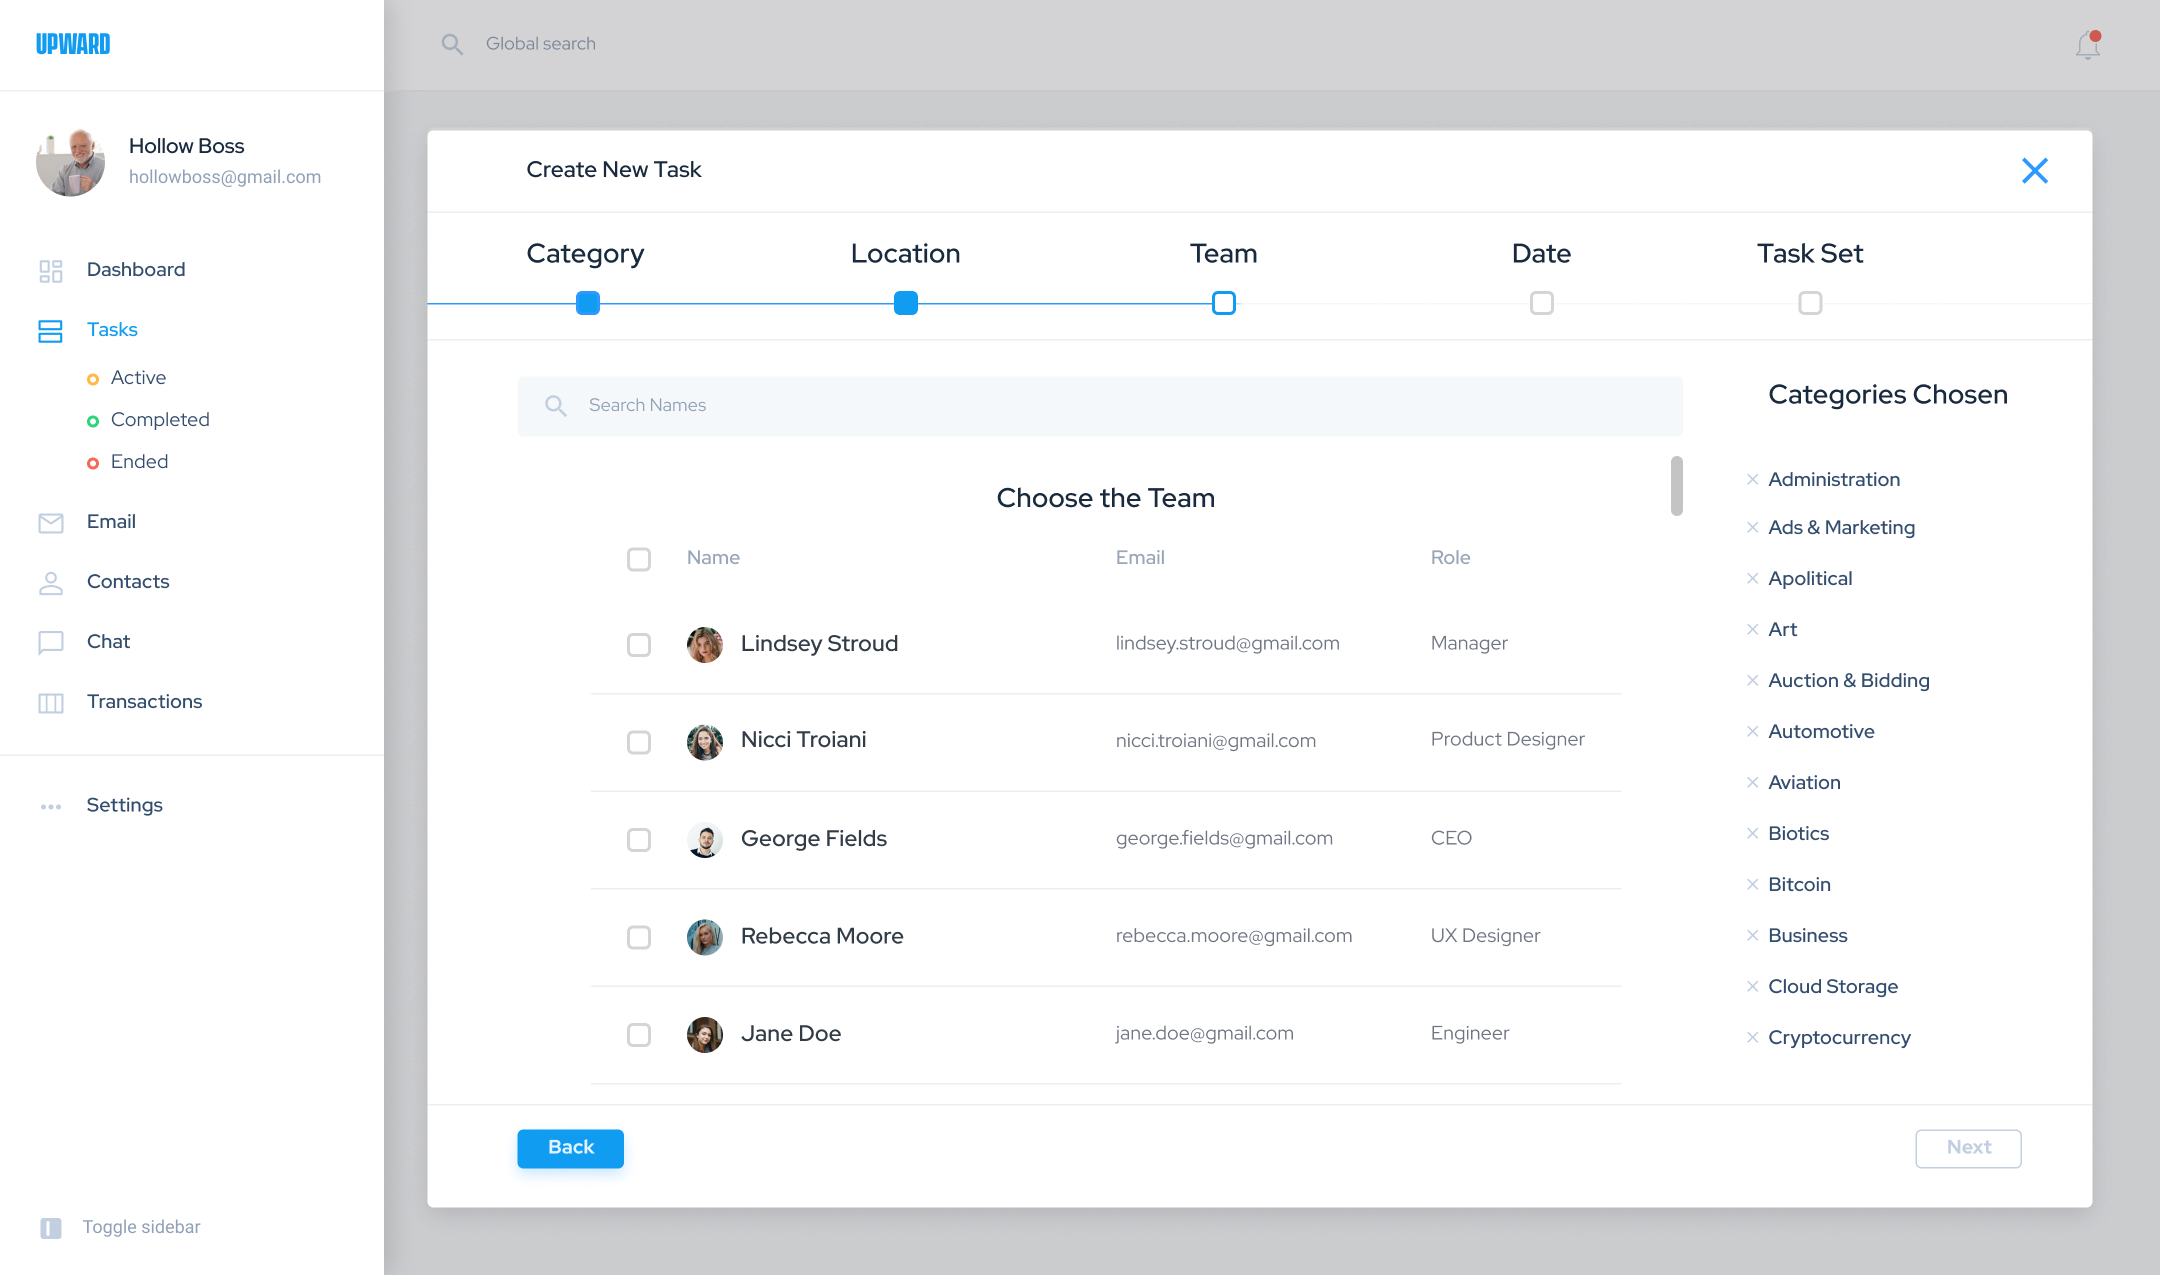 UPWARD
Global search
Hollow Boss
hollowboss@gmail.com
Dashboard
Tasks
Active
Completed
Ended
Email
Contacts
Chat
Transactions
Settings
Toggle sidebar
Create New Task
Category
Location
Team
Date
Task Set
Search Names
Choose the Team
Name
Email
Role
Lindsey Stroud
lindsey.stroud@gmail.com
Manager
Nicci Troiani
nicci.troiani@gmail.com
Product Designer
George Fields
george.fields@gmail.com
CEO
Rebecca Moore
rebecca.moore@gmail.com
UX Designer
Jane Doe
jane.doe@gmail.com
Engineer
Categories Chosen
Administration
Ads & Marketing
Apolitical
Art
Auction & Bidding
Automotive
Aviation
Biotics
Bitcoin
Business
Cloud Storage
Cryptocurrency
Back
Next